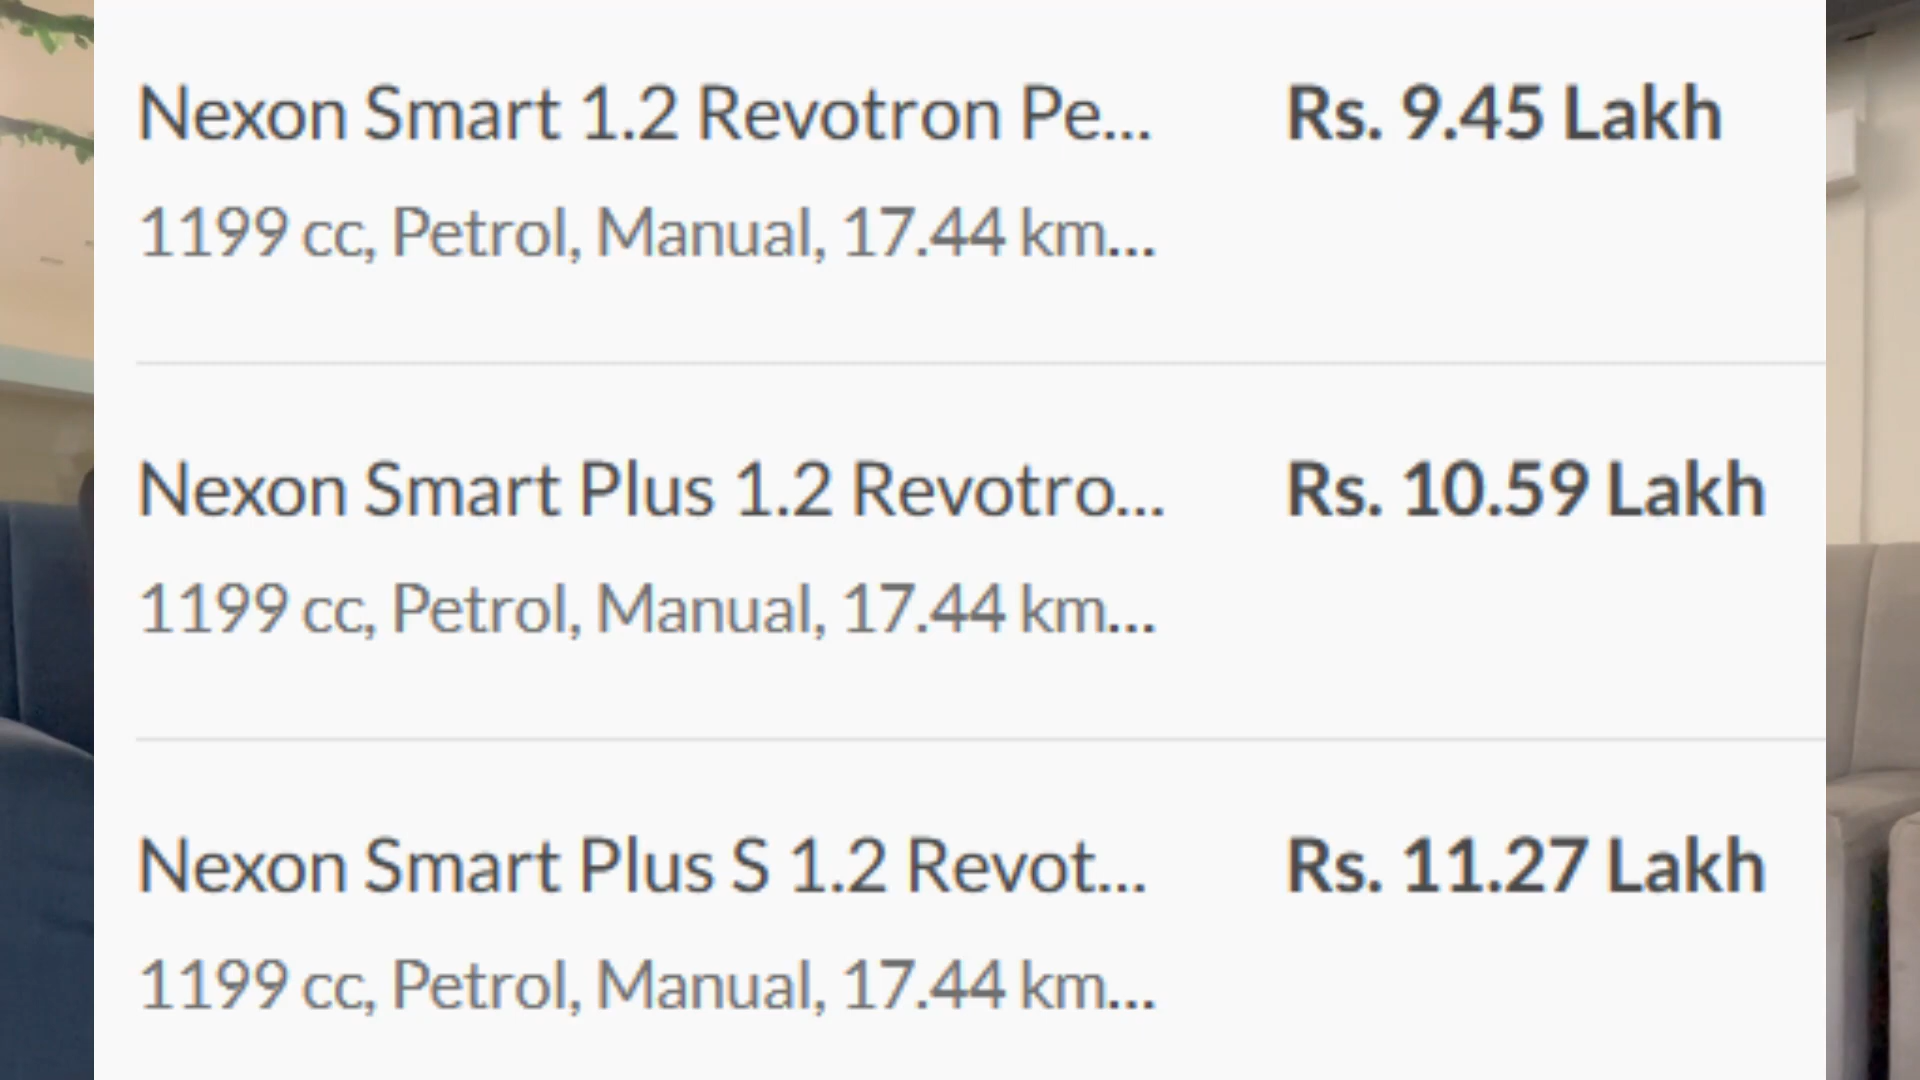 Nexon Smart 1.2 Revotron Pe... Rs. 9.45 Lakh
1199 cc, Petrol, Manual, 17.44 km...
Nexon Smart Plus 1.2 Revotro... Rs. 10.59 Lakh
1199 cc, Petrol, Manual, 17.44 km...
Nexon Smart Plus S 1.2 Revot... Rs. 11.27 Lakh
1199 cc, Petrol, Manual, 17.44 km...